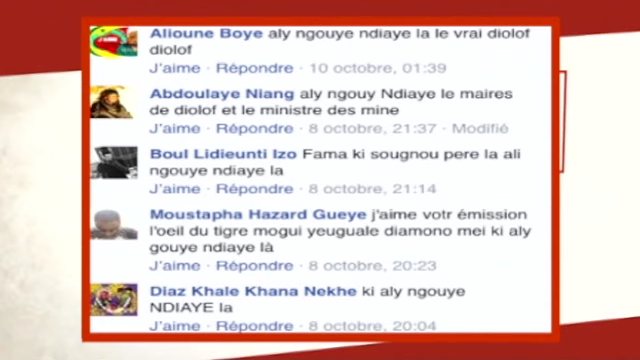 Alioune Boye aly ngouye ndiaye la le vrai diolof
diolof
J'aime · Répondre · 10 octobre, 01:39
Abdoulaye Niang aly ngouy Ndiaye le maires
de diolof et le ministre des mine
J'aime · Répondre · 8 octobre, 21:37 · Modifié
Boul Lidieunti Izo Fama ki sougnou pere la ali
ngouye ndiaye la
J'aime · Répondre · 8 octobre, 21:14
Moustapha Hazard Gueye j'aime votr émission
l'oeil du tigre mogui yeuguale diamono mei ki aly
gouye ndiaye là
J'aime · Répondre · 8 octobre, 20:23
Diaz Khale Khana Nekhe ki aly ngouye
NDIAYE la
J'aime · Répondre · 8 octobre, 20:04